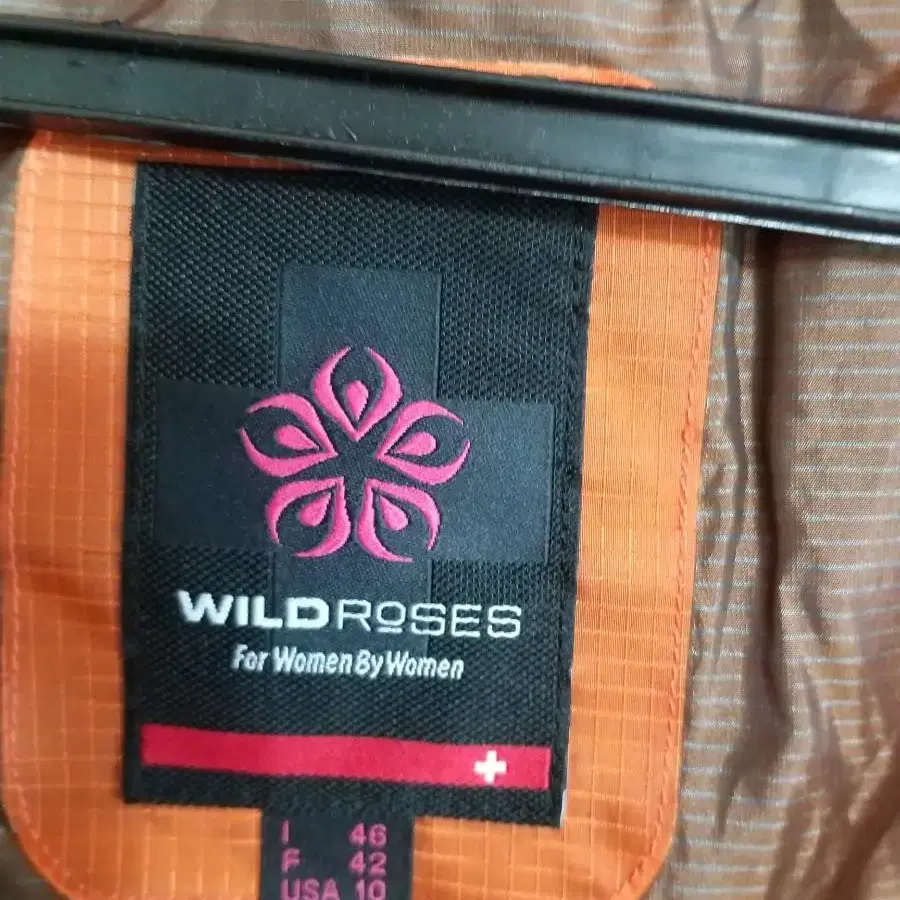 WILDROSES
For Women By Women
I 46
F 42
USA 10